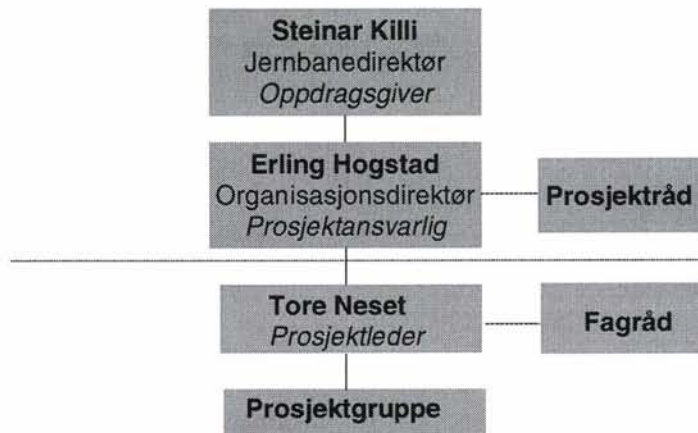 Steinar Killi
Jernbanedirektør
Oppdragsgiver
Erling Hogstad
Organisasjonsdirektør
Prosjektansvarlig
Prosjektråd
Tore Neset
Prosjektleder
Fagråd
Prosjektgruppe